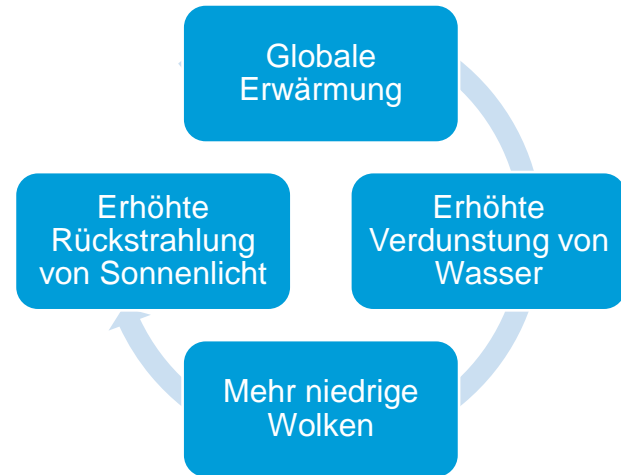 Globale
Erwärmung
Erhöhte
Verdunstung von
Wasser
Mehr niedrige
Wolken
Erhöhte
Rückstrahlung
von Sonnenlicht